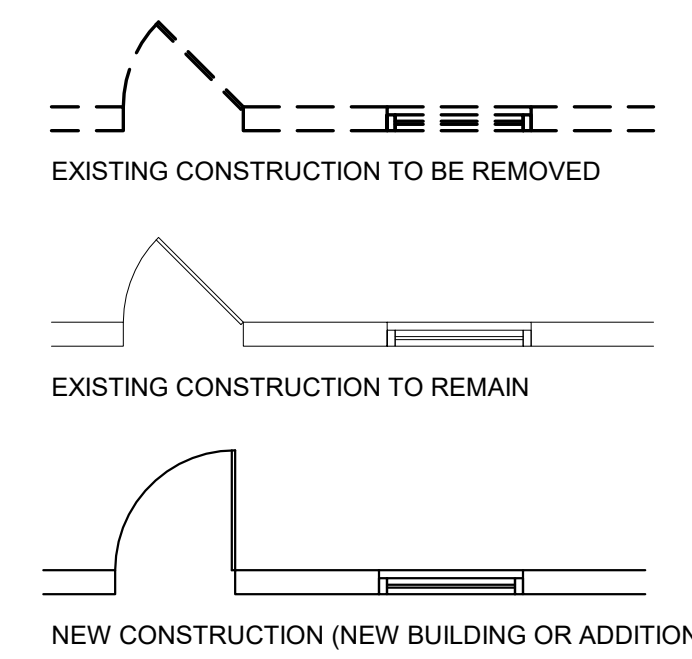 EXISTING CONSTRUCTION TO BE REMOVED
EXISTING CONSTRUCTION TO REMAIN
NEW CONSTRUCTION (NEW BUILDING OR ADDITION